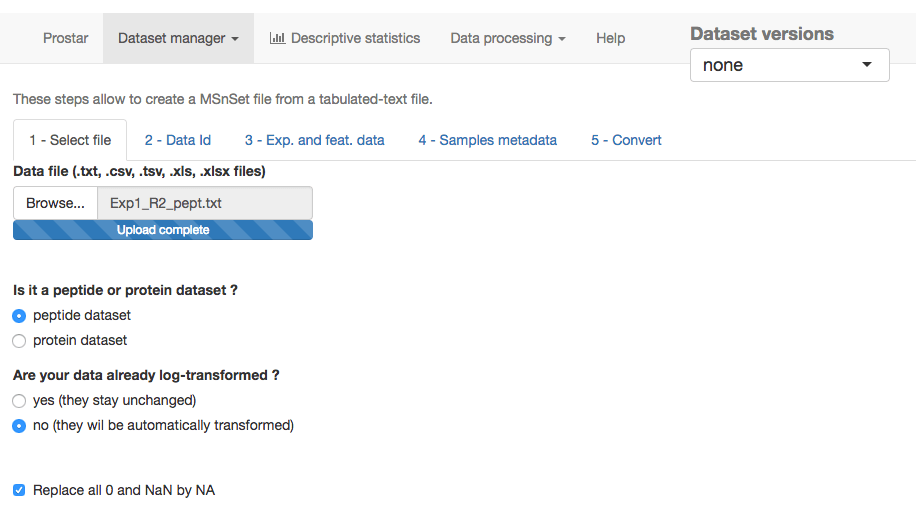 Prostar Dataset manager Descriptive statistics Data processing Help
Dataset versions
none
These steps allow to create a MSnSet file from a tabulated-text file.
1 - Select file 2 - Data Id 3 - Exp. and feat. data 4 - Samples metadata 5 - Convert
Data file (.txt, .csv, .tsv, .xls, .xlsx files)
Browse... Exp1_R2_pept.txt
Upload complete
Is it a peptide or protein dataset ?
peptide dataset
protein dataset
Are your data already log-transformed ?
yes (they stay unchanged)
no (they wil be automatically transformed)
Replace all 0 and NaN by NA